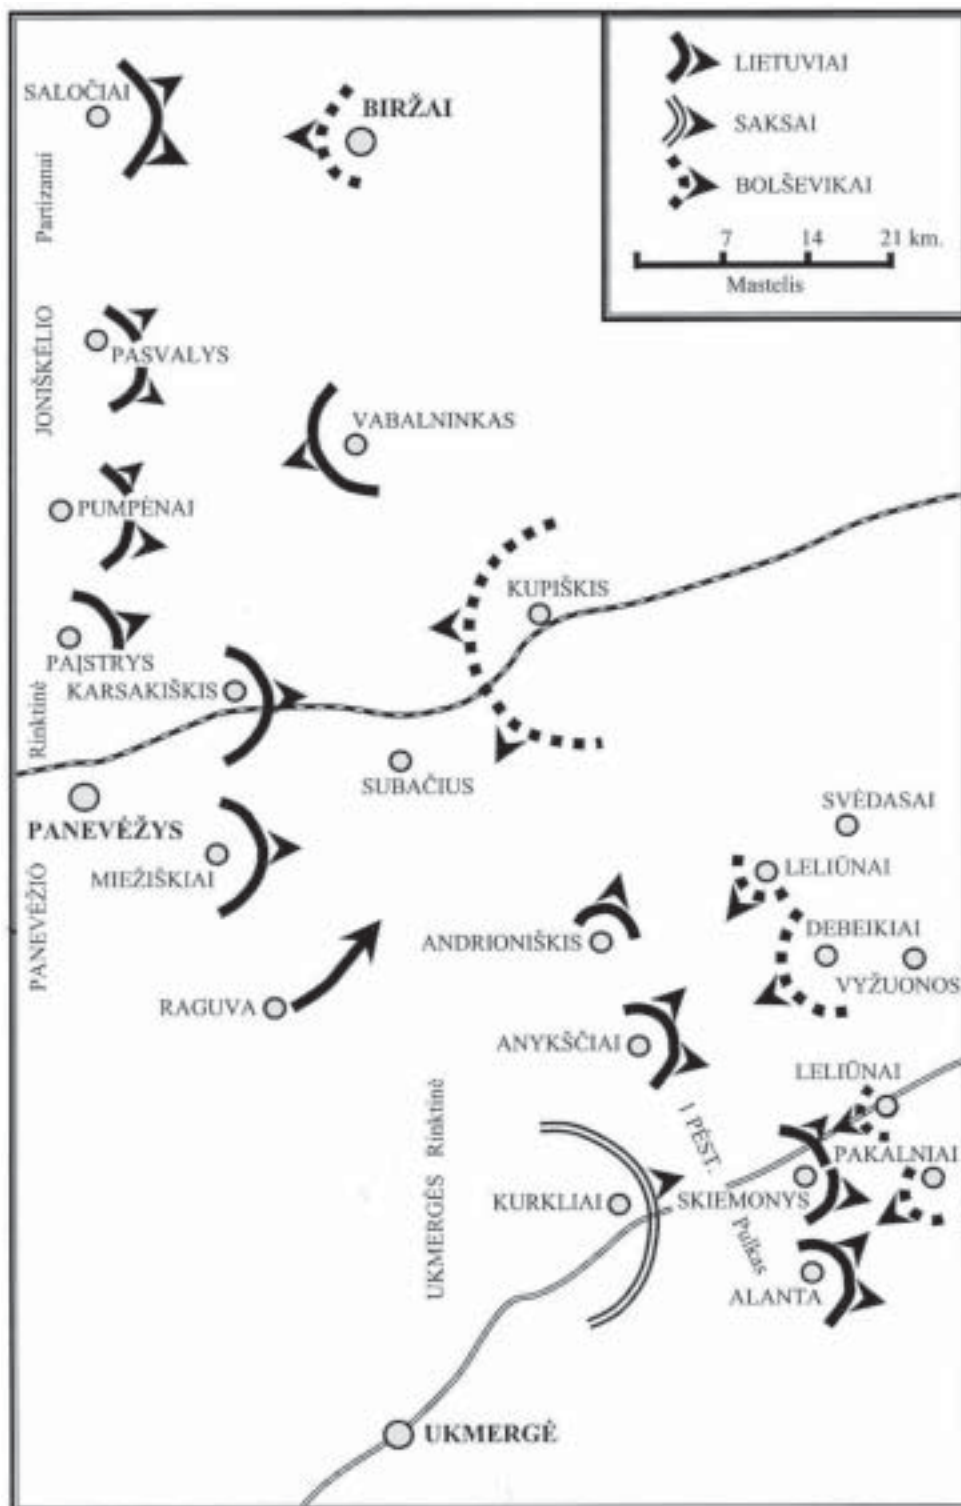 SALOČIAI
BIRŽAI
LIETUVIAI
SAKSAI
BOLŠEVIKAI
7 14 21 km.
Mastelis
Partizanai
JONIŠKĖLIO
PASVALYS
VABALNINKAS
PUMPĖNAI
KUPIŠKIS
PAĮSTRYS
KARSAKIŠKIS
Rinktinė
SUBAČIUS
PANEVĖŽYS
SVĖDASAI
MIEŽIŠKIAI
LELIŪNAI
PANEVĖŽIO
ANDRIONIŠKIS
DEBEIKIAI
VYŽUONOS
RAGUVA
ANYKŠČIAI
LELIŪNAI
UKMERGĖS Rinktinė
I PĖST.
Pulkas
PAKALNIAI
KURKLIAI
SKIEMONYS
ALANTA
UKMERGĖ